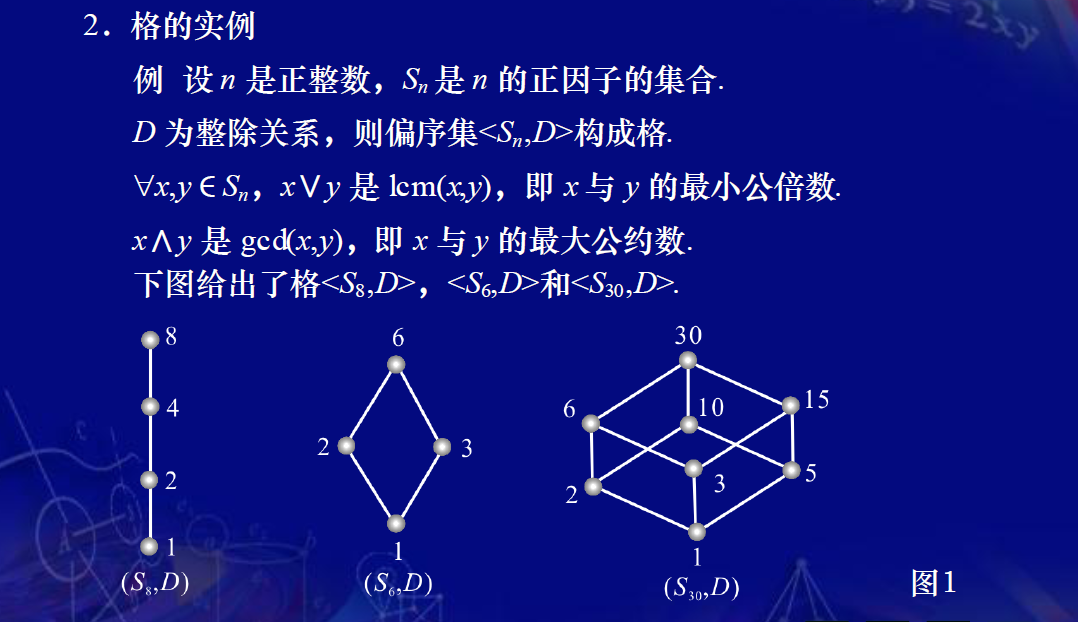 2．格的实例
例 设 n 是正整数，Sₙ 是 n 的正因子的集合.
D 为整除关系，则偏序集<Sₙ,D>构成格.
∀x,y∈Sₙ，x∨y 是 lcm(x,y)，即 x 与 y 的最小公倍数.
x∧y 是 gcd(x,y)，即 x 与 y 的最大公约数.
下图给出了格<S₈,D>，<S₆,D>和<S₃₀,D>.
8
4
2
1
(S₈,D)
6
2
3
1
(S₆,D)
30
6
10
15
2
3
5
1
(S₃₀,D)
图1
y=2xy